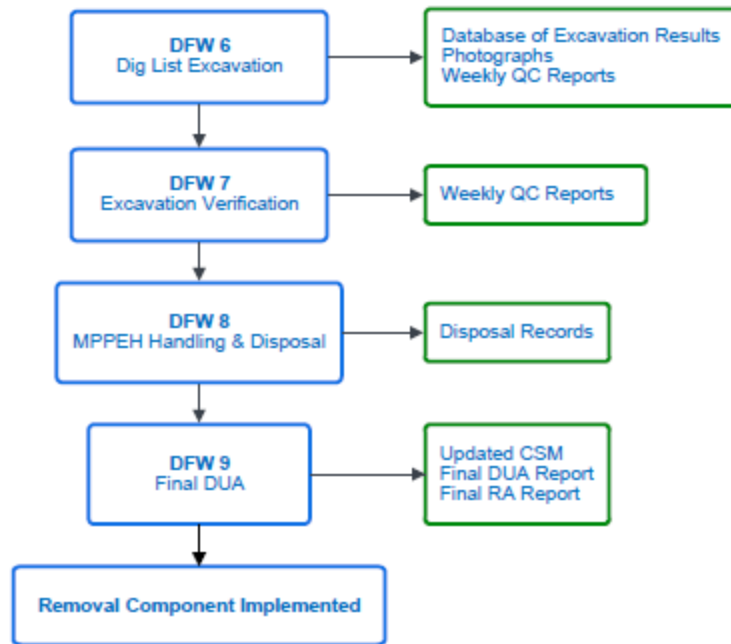 DFW 6
Dig List Excavation
Database of Excavation Results
Photographs
Weekly QC Reports
DFW 7
Excavation Verification
Weekly QC Reports
DFW 8
MPPEH Handling & Disposal
Disposal Records
DFW 9
Final DUA
Updated CSM
Final DUA Report
Final RA Report
Removal Component Implemented